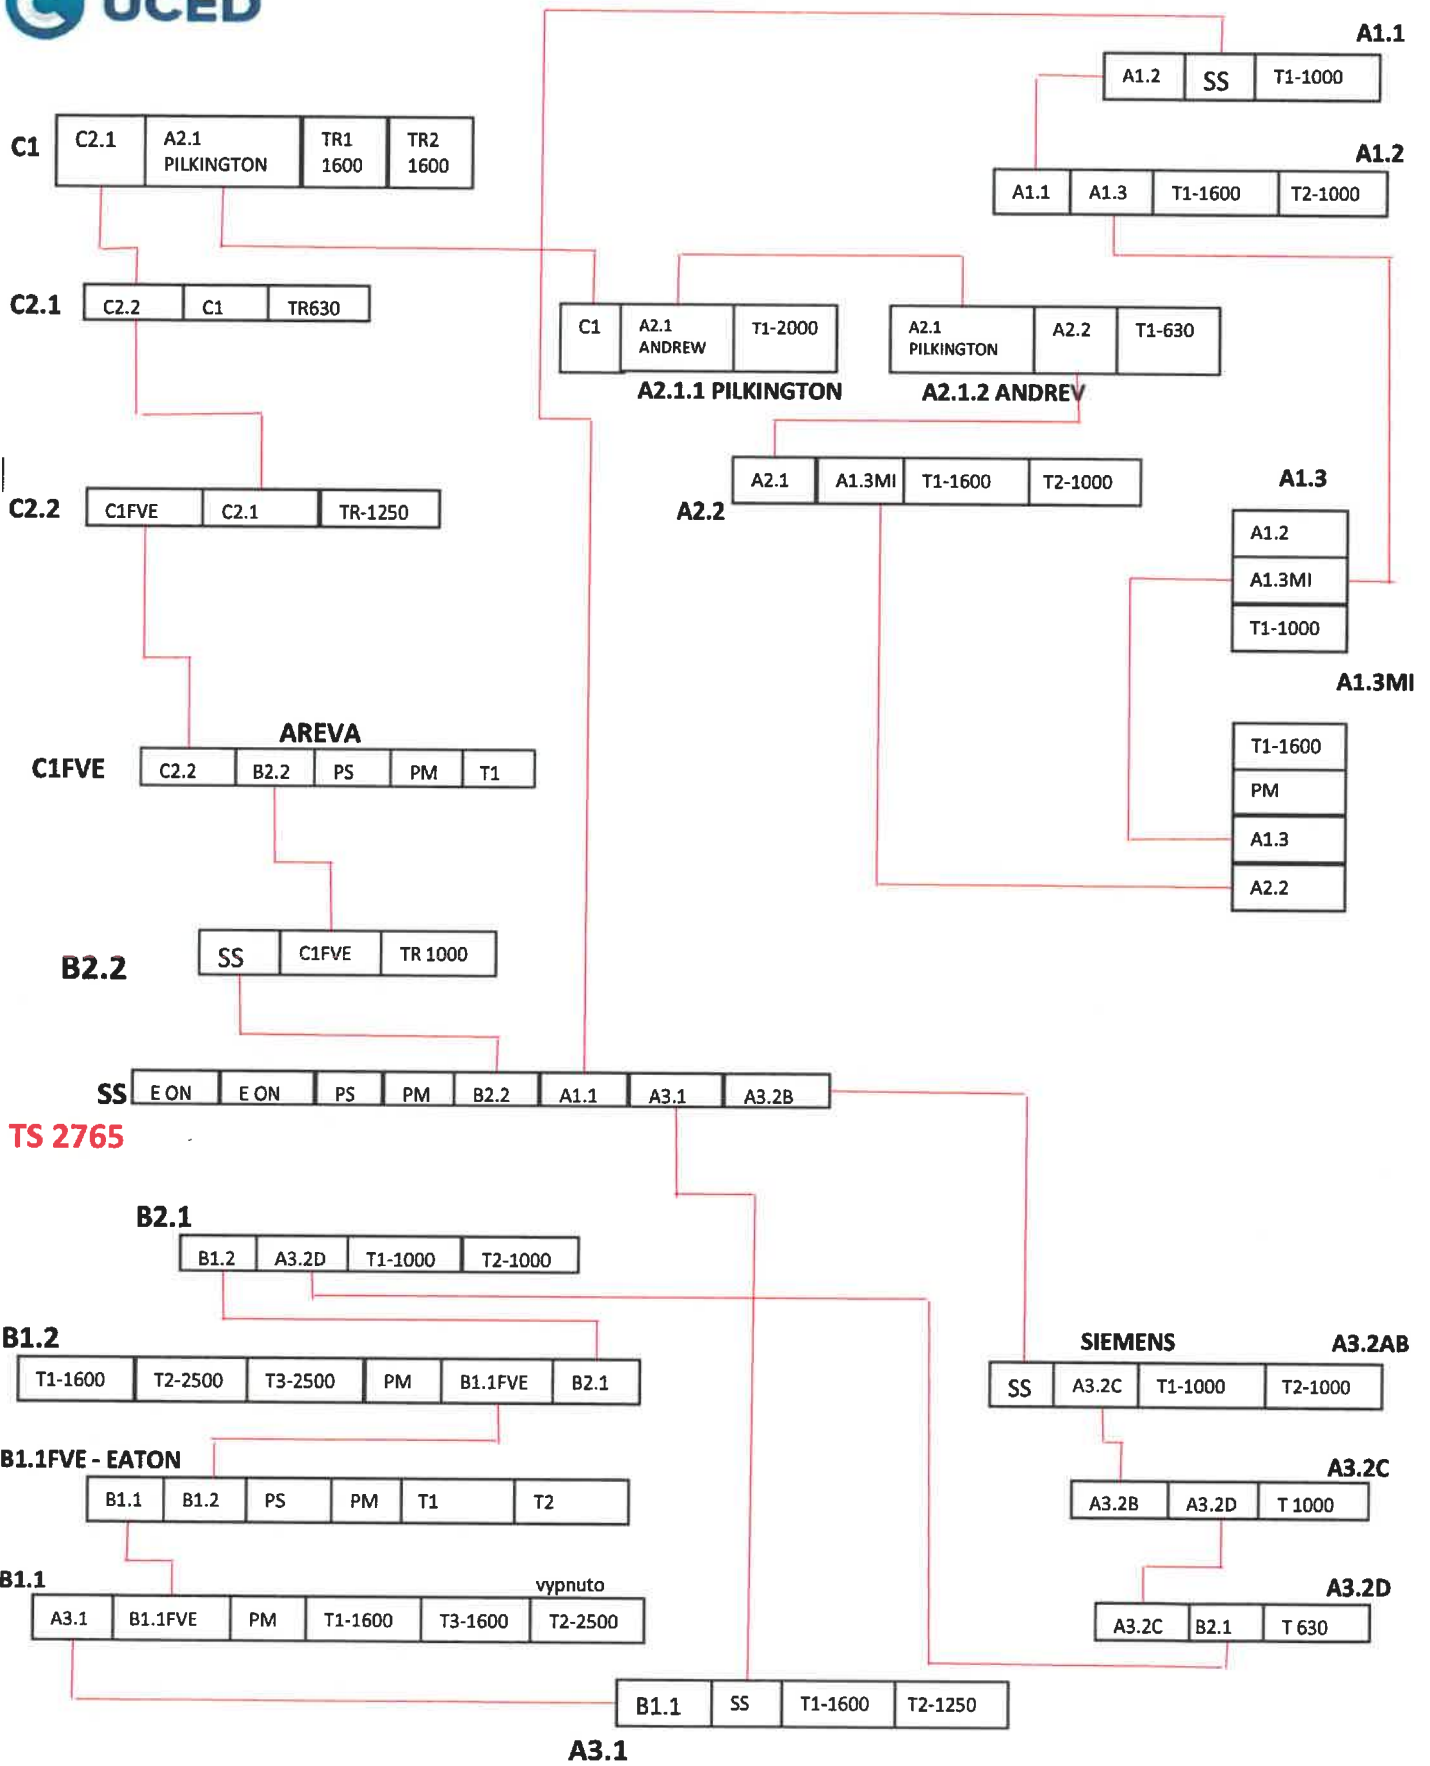 UCED
A1.1
A1.2 SS T1-1000
C1
C2.1
A2.1
PILKINGTON
TR1
1600
TR2
1600
A1.2
A1.1 A1.3 T1-1600 T2-1000
C2.1
C2.2 C1 TR630
C1
A2.1
ANDREW
T1-2000
A2.1
PILKINGTON
A2.2
T1-630
A2.1.1 PILKINGTON
A2.1.2 ANDREV
A2.1 A1.3MI T1-1600 T2-1000
A2.2
A1.3
A1.2
A1.3MI
T1-1000
C2.2
C1FVE C2.1 TR-1250
A1.3MI
T1-1600
PM
A1.3
A2.2
AREVA
C1FVE
C2.2 B2.2 PS PM T1
B2.2
SS C1FVE TR 1000
SS
E ON E ON PS PM B2.2 A1.1 A3.1 A3.2B
TS 2765
B2.1
B1.2 A3.2D T1-1000 T2-1000
B1.2
T1-1600 T2-2500 T3-2500 PM B1.1FVE B2.1
SIEMENS
A3.2AB
SS A3.2C T1-1000 T2-1000
B1.1FVE - EATON
B1.1 B1.2 PS PM T1 T2
A3.2C
A3.2B A3.2D T 1000
B1.1
vypnuto
A3.1 B1.1FVE PM T1-1600 T3-1600 T2-2500
A3.2D
A3.2C B2.1 T 630
B1.1 SS T1-1600 T2-1250
A3.1